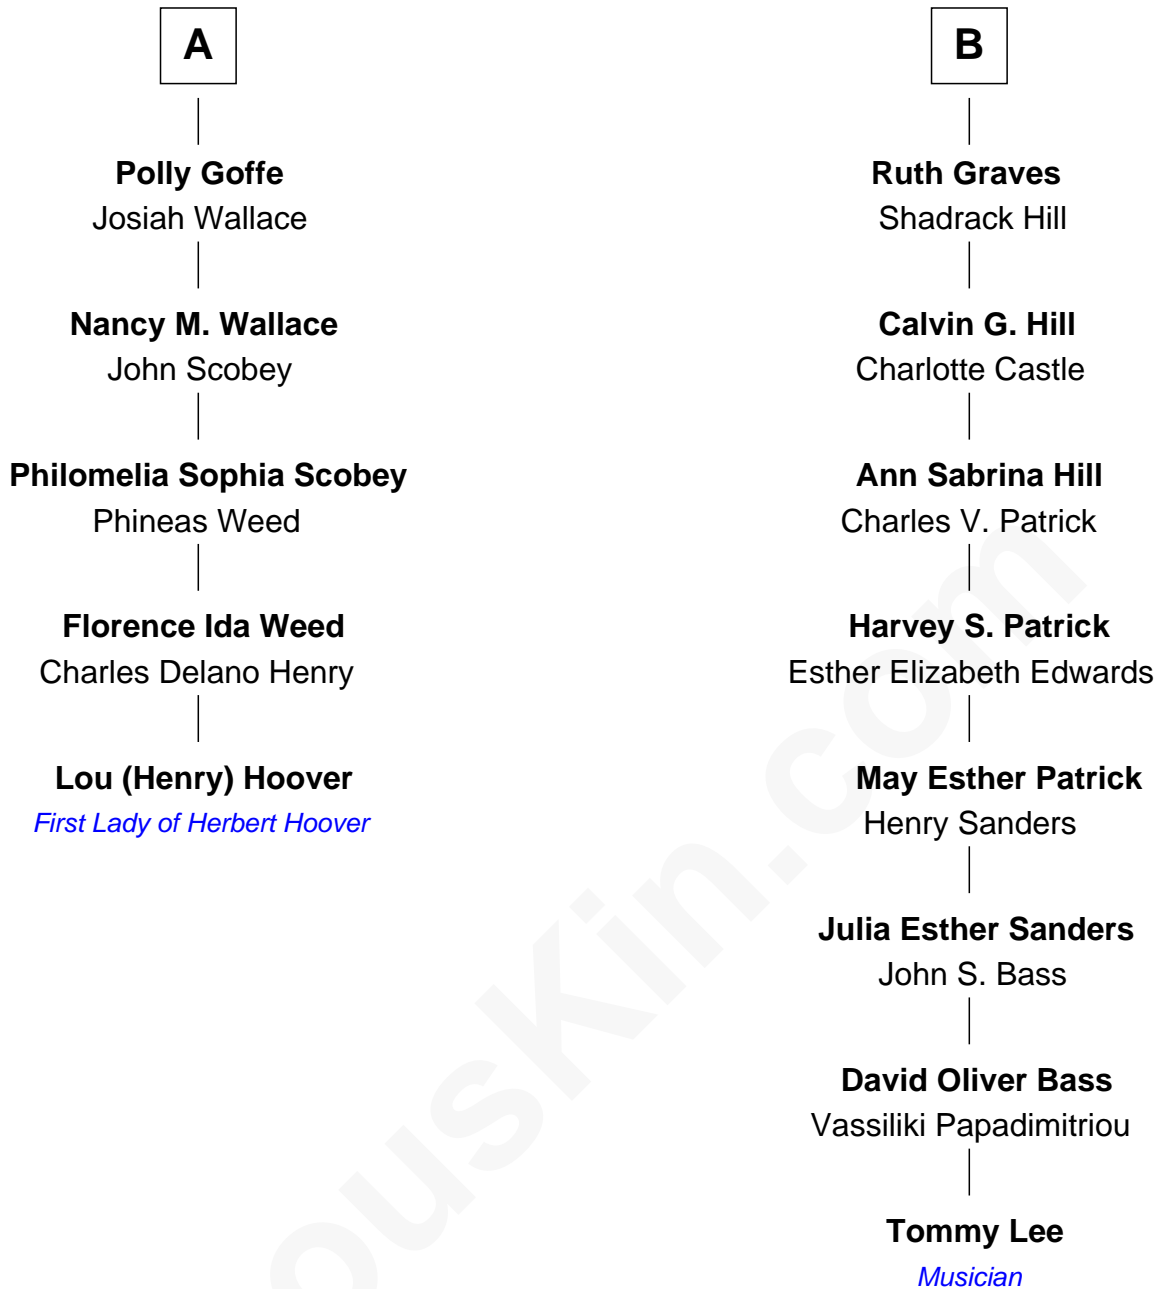 A
Polly Goffe
Josiah Wallace
Nancy M. Wallace
John Scobey
Philomelia Sophia Scobey
Phineas Weed
Florence Ida Weed
Charles Delano Henry
Lou (Henry) Hoover
First Lady of Herbert Hoover
B
Ruth Graves
Shadrack Hill
Calvin G. Hill
Charlotte Castle
Ann Sabrina Hill
Charles V. Patrick
Harvey S. Patrick
Esther Elizabeth Edwards
May Esther Patrick
Henry Sanders
Julia Esther Sanders
John S. Bass
David Oliver Bass
Vassiliki Papadimitriou
Tommy Lee
Musician
ousKin.com